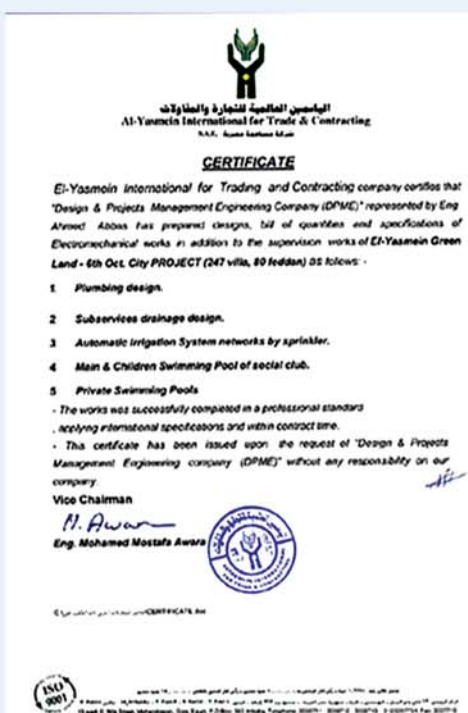 الياسمين العالمية للتجارة والمقاولات
Al-Yasmein International for Trade & Contracting
S.A.E. شركة مساهمة مصرية
CERTIFICATE
El-Yasmein International for Trading and Contracting company certifies that
"Design & Projects Management Engineering Company (DPME)" represented by Eng
Ahmed Abbas has prepared designs, bill of quantities and specifications of
Electromechanical works in addition to the supervision works of El-Yasmein Green
Land - 6th Oct. City PROJECT (247 villa, 80 feddan) as follows: -
1 Plumbing design.
2 Subservices drainage design.
3 Automatic Irrigation System networks by sprinkler.
4 Main & Children Swimming Pool of social club.
5 Private Swimming Pools
- The works was successfully completed in a professional standard
, applying international specifications and within contract time.
- This certificate has been issued upon the request of "Design & Projects
Management Engineering company (DPME)" without any responsibility on our
company.
Vice Chairman
M. Awara
Eng. Mohamed Mostafa Awara
CERTIFICATE.doc
ISO
9001